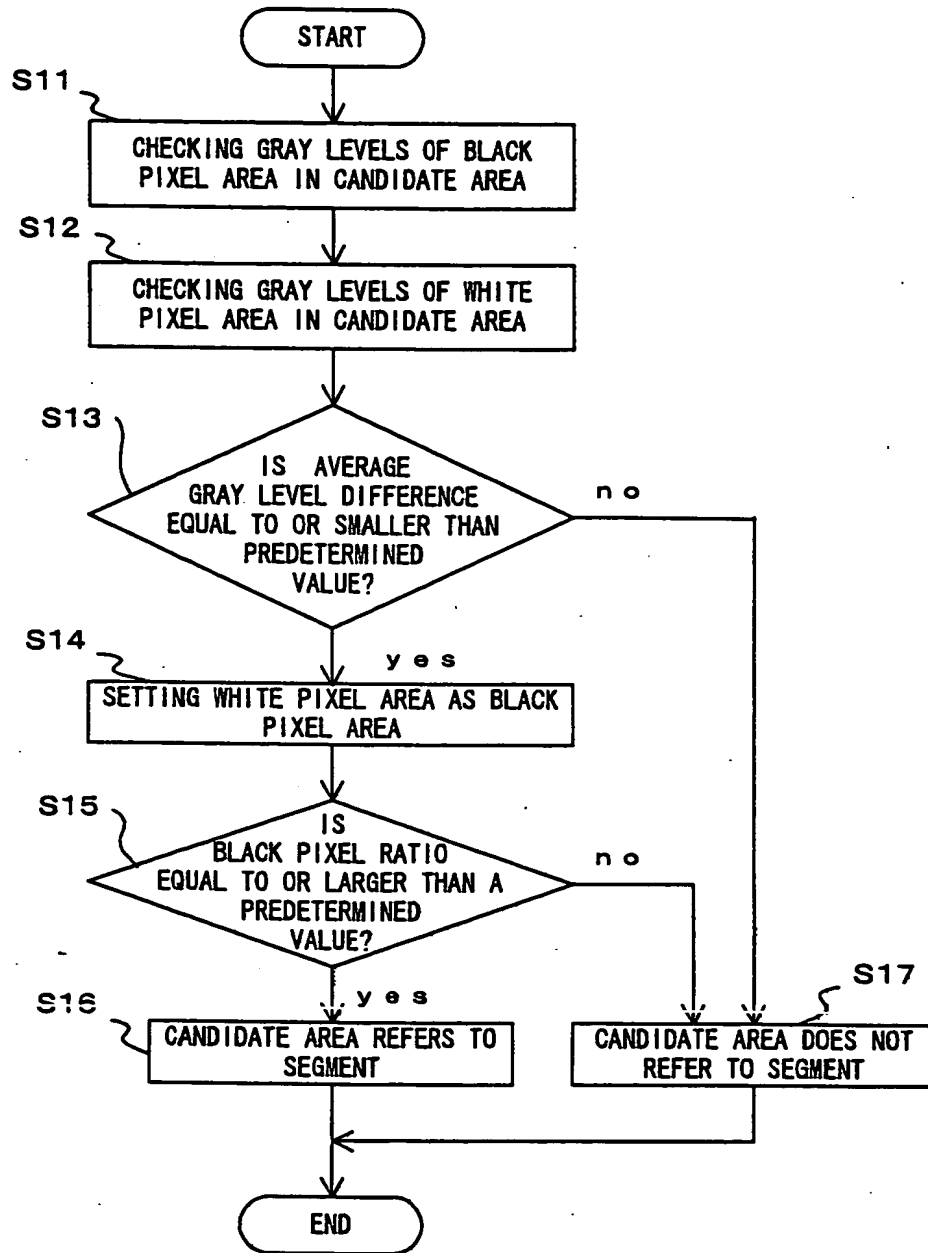 START
S11
CHECKING GRAY LEVELS OF BLACK
PIXEL AREA IN CANDIDATE AREA
S12
CHECKING GRAY LEVELS OF WHITE
PIXEL AREA IN CANDIDATE AREA
S13
IS AVERAGE
GRAY LEVEL DIFFERENCE
EQUAL TO OR SMALLER THAN
PREDETERMINED
VALUE?
no
yes
S14
SETTING WHITE PIXEL AREA AS BLACK
PIXEL AREA
S15
IS
BLACK PIXEL RATIO
EQUAL TO OR LARGER THAN A
PREDETERMINED
VALUE?
no
yes
S16
CANDIDATE AREA REFERS TO
SEGMENT
S17
CANDIDATE AREA DOES NOT
REFER TO SEGMENT
END